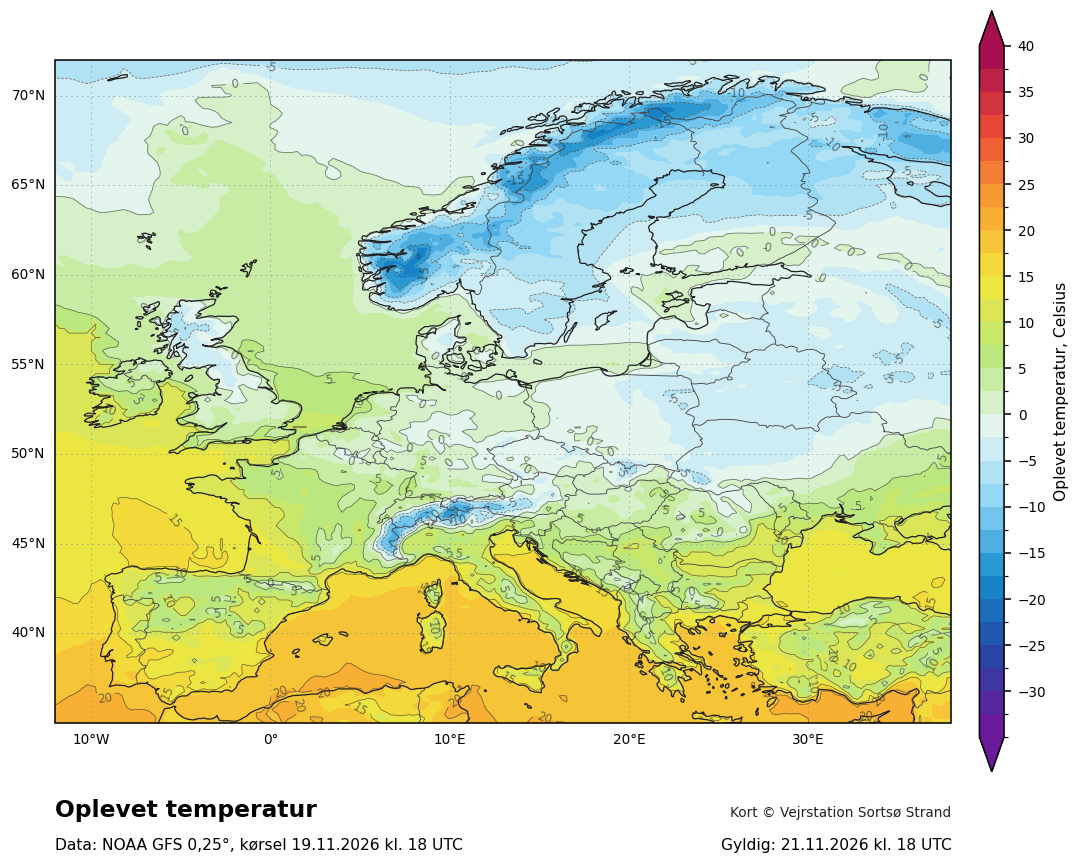 40
35
30
25
20
15
10
5
0
−5
−10
−15
−20
−25
−30
Oplevet temperatur, Celsius
70°N
65°N
60°N
55°N
50°N
45°N
40°N
10°W
0°
10°E
20°E
30°E
Oplevet temperatur
Kort © Vejrstation Sortsø Strand
Data: NOAA GFS 0,25°, kørsel 19.11.2026 kl. 18 UTC
Gyldig: 21.11.2026 kl. 18 UTC